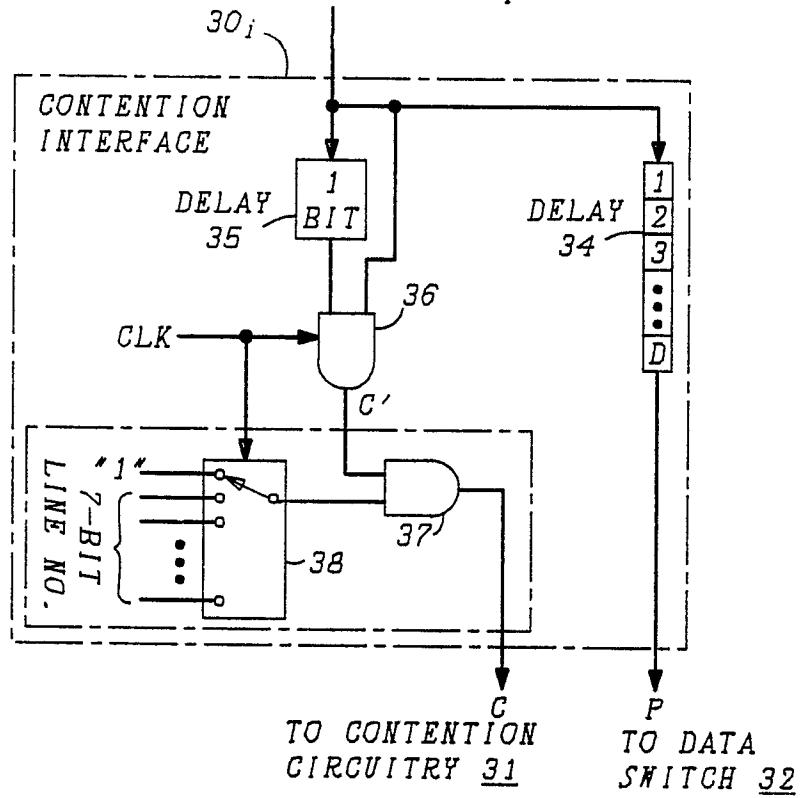 30i
CONTENTION
INTERFACE
1
BIT
DELAY
35
DELAY
34
1
2
3
D
36
CLK
C'
"1"
7-BIT
LINE NO.
38
37
C
TO CONTENTION
CIRCUITRY 31
P
TO DATA
SWITCH 32